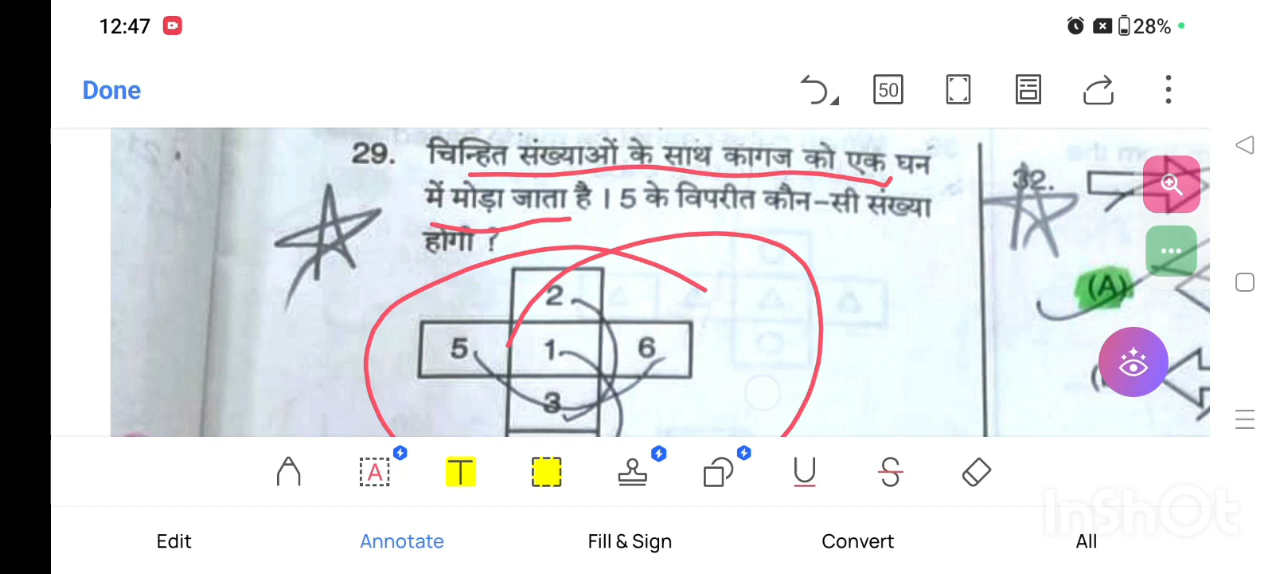 12:47
28%
Done
50
29. चिन्हित संख्याओं के साथ कागज को एक घन
में मोड़ा जाता है । 5 के विपरीत कौन-सी संख्या
होगी ?
2
5 1 6
3
32.
(A)
A
T
U
S
InShOt
Edit Annotate Fill & Sign Convert All